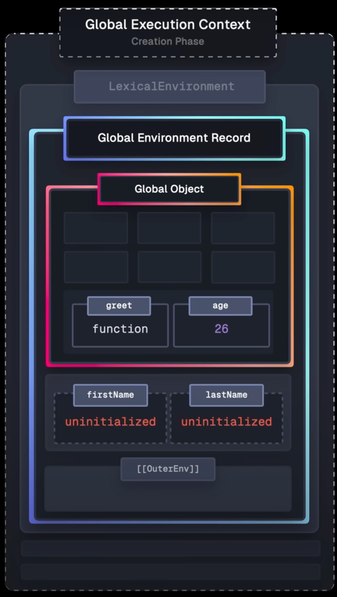 Global Execution Context
Creation Phase
LexicalEnvironment
Global Environment Record
Global Object
greet
age
function
26
firstName
lastName
uninitialized
uninitialized
[[OuterEnv]]